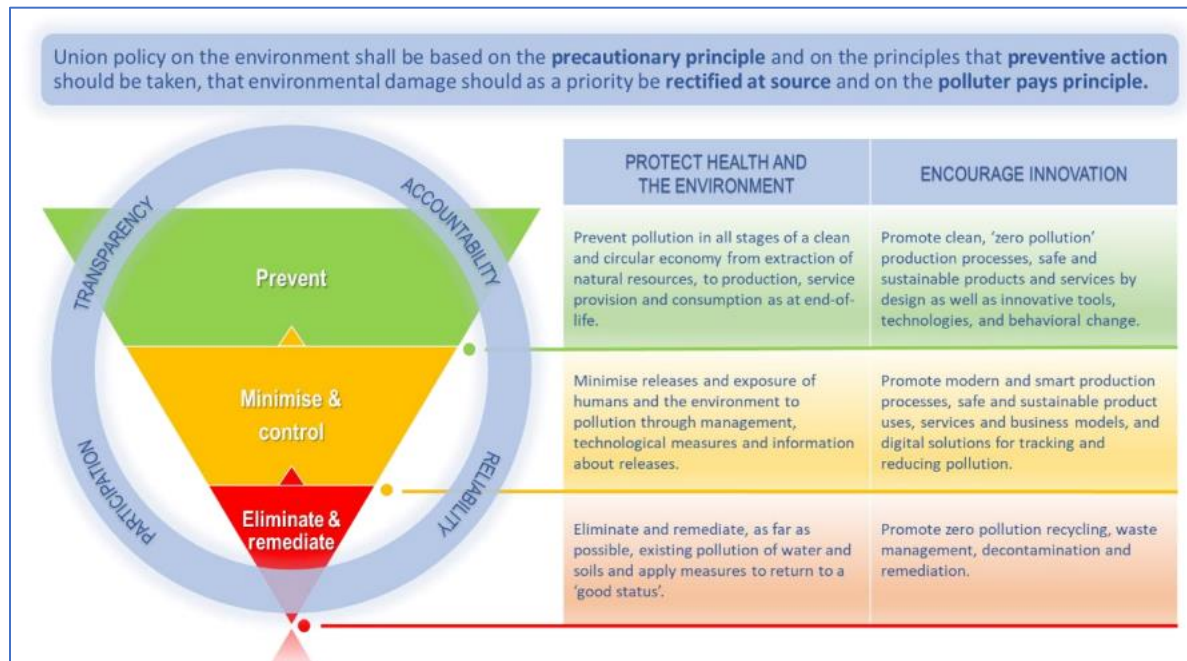 Union policy on the environment shall be based on the precautionary principle and on the principles that preventive action
should be taken, that environmental damage should as a priority be rectified at source and on the polluter pays principle.
TRANSPARENCY
ACCOUNTABILITY
PARTICIPATION
RELIABILITY
Prevent
Minimise &
control
Eliminate &
remediate
PROTECT HEALTH AND
THE ENVIRONMENT
ENCOURAGE INNOVATION
Prevent pollution in all stages of a clean
and circular economy from extraction of
natural resources, to production, service
provision and consumption as at end-of-
life.
Promote clean, ‘zero pollution’
production processes, safe and
sustainable products and services by
design as well as innovative tools,
technologies, and behavioral change.
Minimise releases and exposure of
humans and the environment to
pollution through management,
technological measures and information
about releases.
Promote modern and smart production
processes, safe and sustainable product
uses, services and business models, and
digital solutions for tracking and
reducing pollution.
Eliminate and remediate, as far as
possible, existing pollution of water and
soils and apply measures to return to a
‘good status’.
Promote zero pollution recycling, waste
management, decontamination and
remediation.